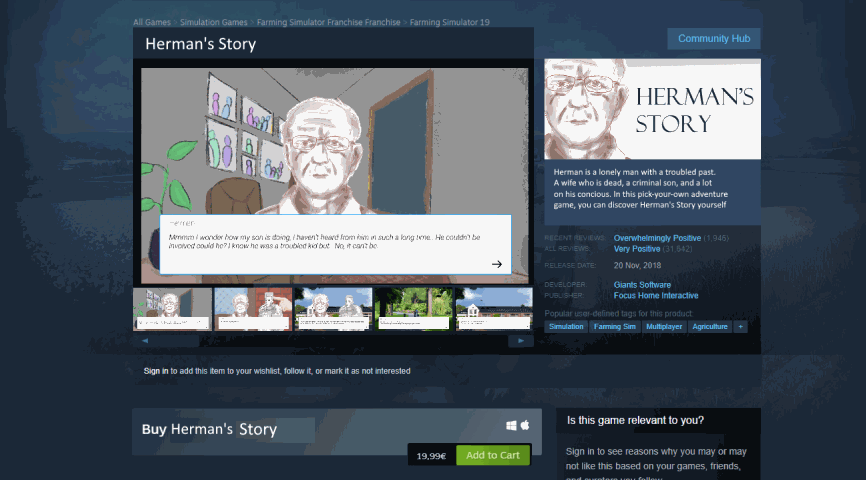 All Games > Simulation Games > Farming Simulator Franchise Franchise > Farming Simulator 19
Herman's Story
Community Hub
HERMAN'S
STORY
Herman is a lonely man with a troubled past.
A wife who is dead, a criminal son, and a lot
on his concious. In this pick-your-own adventure
game, you can discover Herman's Story yourself
Herman
Mmmmm I wonder how my son is doing, I haven't heard from him in such a long time.. He couldn't be
involved could he? I know he was a troubled kid but.. No, it can't be
RECENT REVIEWS: Overwhelmingly Positive (1,946)
ALL REVIEWS: Very Positive (31,642)
RELEASE DATE: 20 Nov, 2018
DEVELOPER: Giants Software
PUBLISHER: Focus Home Interactive
Popular user-defined tags for this product:
Simulation Farming Sim Multiplayer Agriculture +
Sign in to add this item to your wishlist, follow it, or mark it as not interested
Buy Herman's Story
19,99€ Add to Cart
Is this game relevant to you?
Sign in to see reasons why you may or may
not like this based on your games, friends,
and curators you follow.